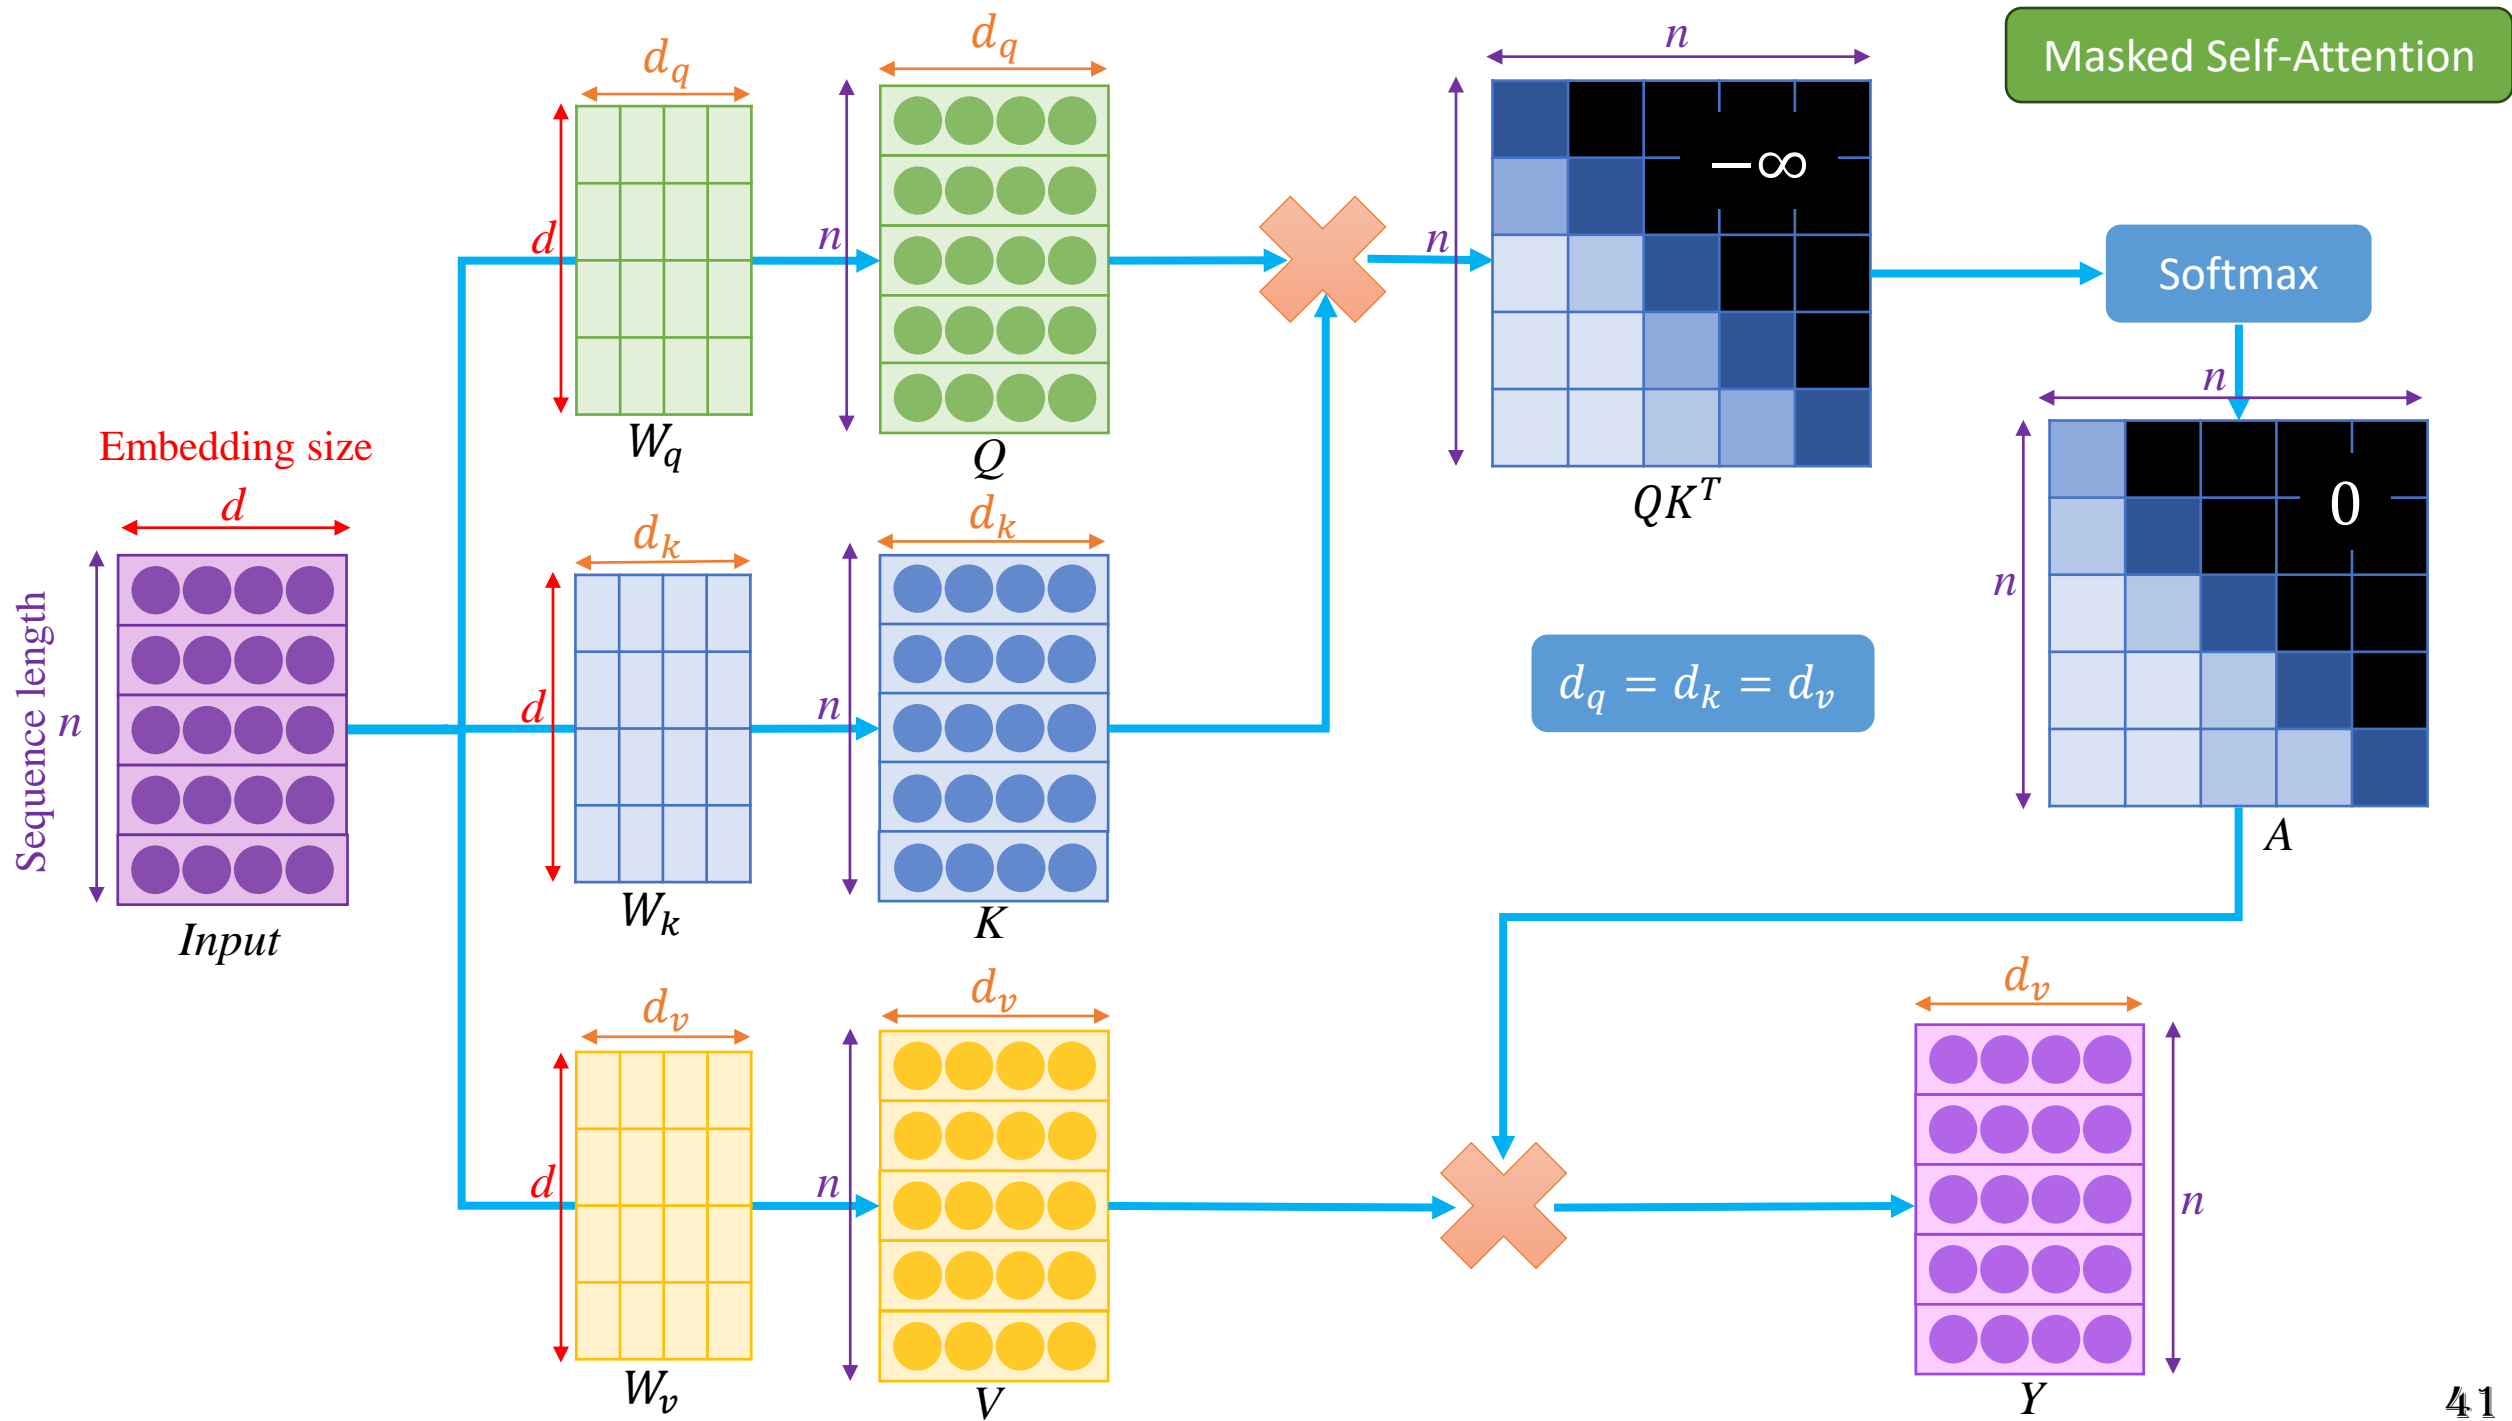 Masked Self-Attention
d_q
d_q
n
d
n
n
−∞
Softmax
W_q
Q
QK^T
n
Embedding size
d
0
n
d_k
d_k
d_q = d_k = d_v
Sequence length
n
d
n
A
Input
W_k
K
d_v
d_v
d_v
d
n
n
W_v
V
Y
41